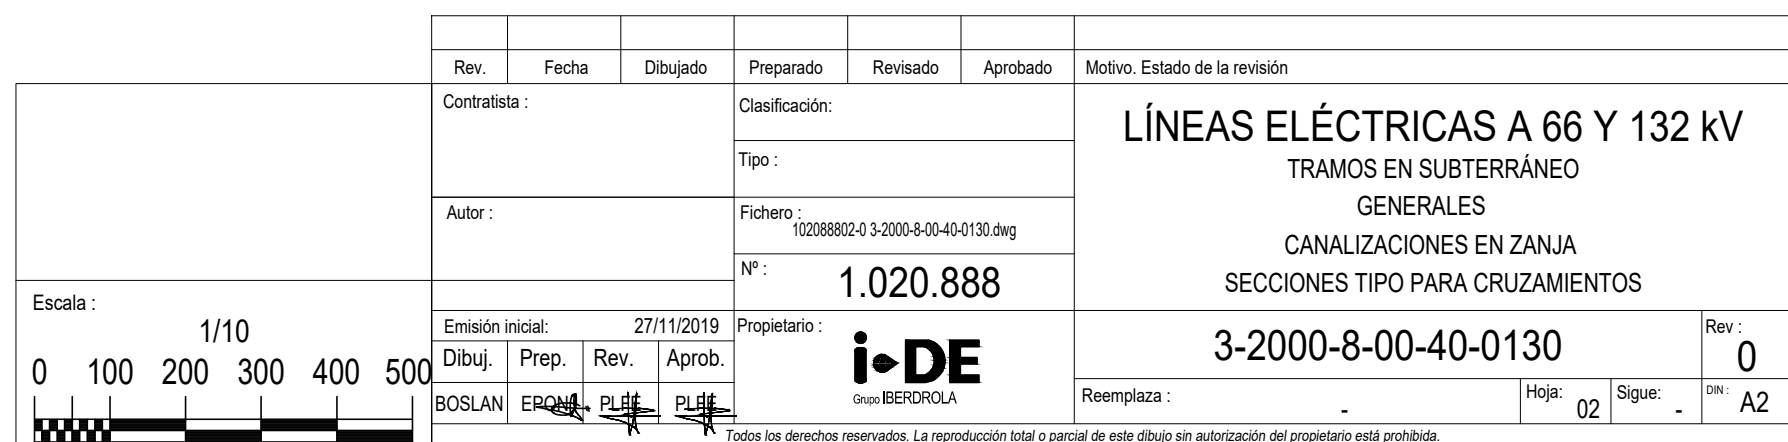 Rev. Fecha Dibujado Preparado Revisado Aprobado Motivo. Estado de la revisión
Contratista :
Clasificación:
Tipo :
Autor :
Fichero :
102088802-0 3-2000-8-00-40-0130.dwg
Nº :
1.020.888
LÍNEAS ELÉCTRICAS A 66 Y 132 kV
TRAMOS EN SUBTERRÁNEO
GENERALES
CANALIZACIONES EN ZANJA
SECCIONES TIPO PARA CRUZAMIENTOS
Escala :
1/10
0 100 200 300 400 500
Emisión inicial: 27/11/2019
Dibuj. Prep. Rev. Aprob.
BOSLAN EPONE PLEE PLEE
Propietario :
i-DE
Grupo IBERDROLA
3-2000-8-00-40-0130
Rev :
0
Reemplaza :
-
Hoja: 02
Sigue: -
DIN : A2
Todos los derechos reservados. La reproducción total o parcial de este dibujo sin autorización del propietario está prohibida.